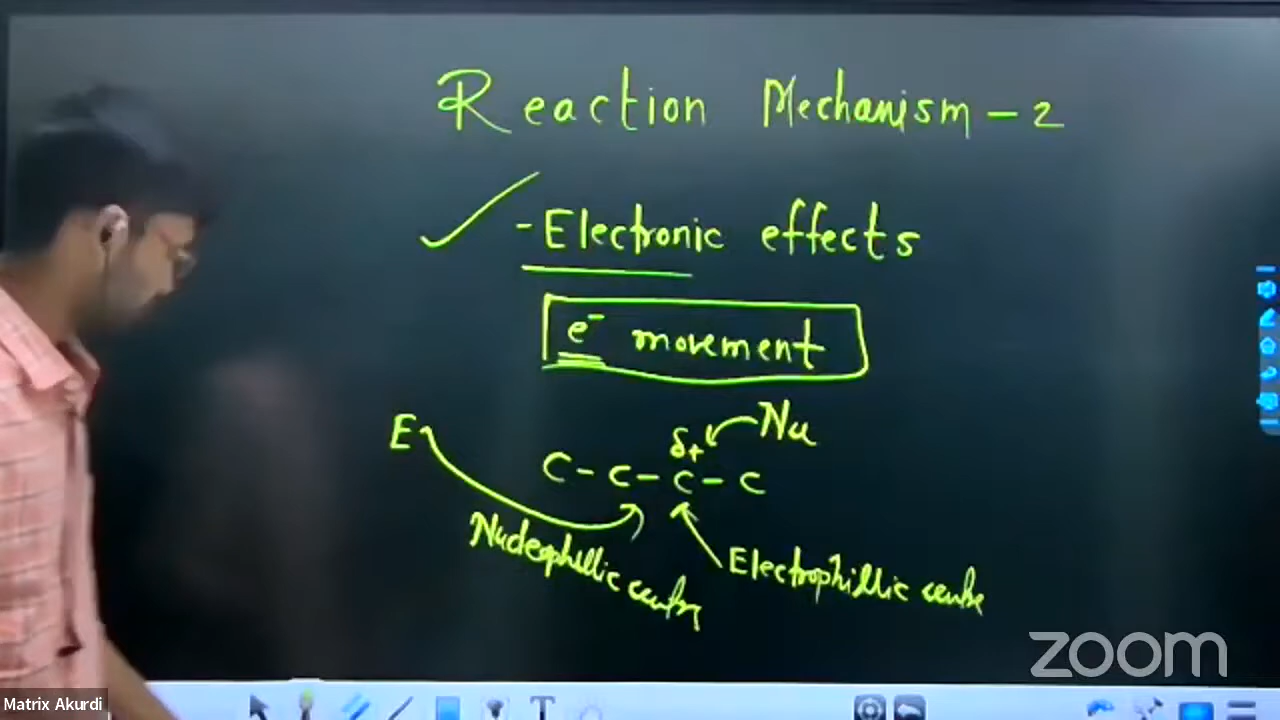 Reaction Mechanism - 2
- Electronic effects
e⁻ movement
E
Nu
δ+
C - C - C - C
Nucleophillic centre
Electrophillic centre
zoom
Matrix Akurdi
T